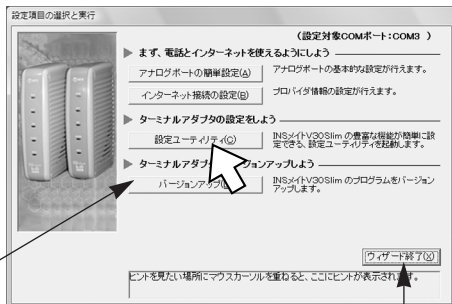 設定項目の選択と実行
(設定対象COMポート:COM3 )
まず、電話とインターネットを使えるようにしよう
アナログポートの簡単設定(A)
アナログポートの基本的な設定が行えます。
インターネット接続の設定(B)
プロバイダ情報の設定が行えます。
ターミナルアダプタの設定をしよう
設定ユーティリティ(C)
INSメイトV30Slim の豊富な機能が簡単に設
定できる、設定ユーティリティを起動します。
ターミナルアダプ ョンアップしよう
バージョンアップ
INSメイトV30Slim のプログラムをバージョン
アップします。
ウィザード終了(X)
ヒントを見たい場所にマウスカーソルを重ねると、ここにヒントが表示されます。